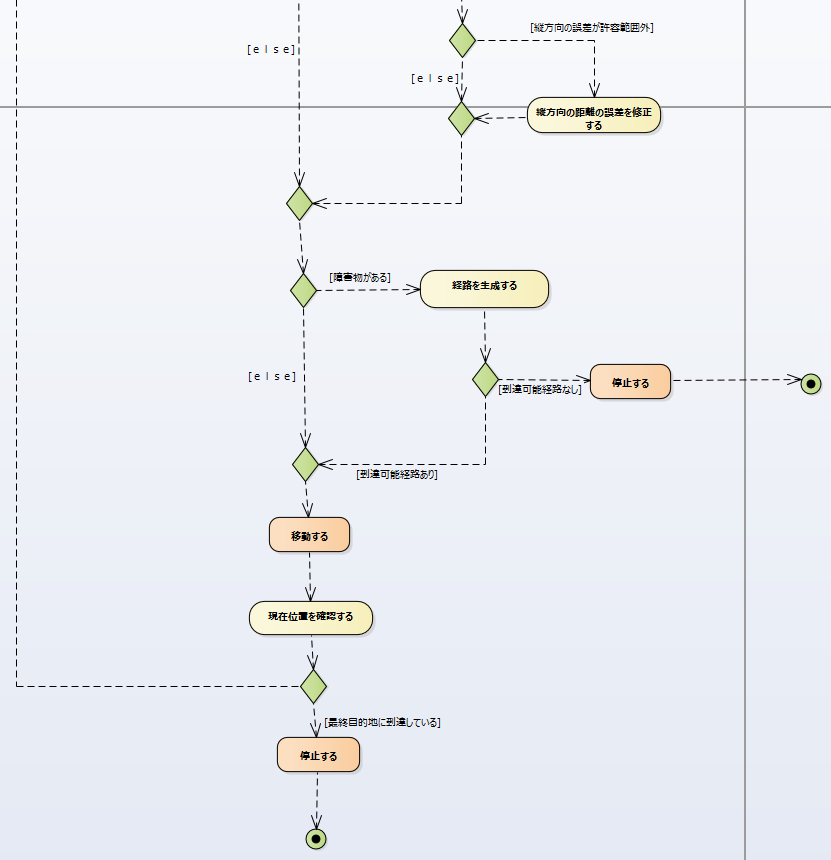 [縦方向の誤差が許容範囲外]
[ｅｌｓｅ]
[ｅｌｓｅ]
縦方向の距離の誤差を修正
する
[障害物がある]
経路を生成する
[ｅｌｓｅ]
停止する
[到達可能経路なし]
[到達可能経路あり]
移動する
現在位置を確認する
[最終目的地に到達している]
停止する